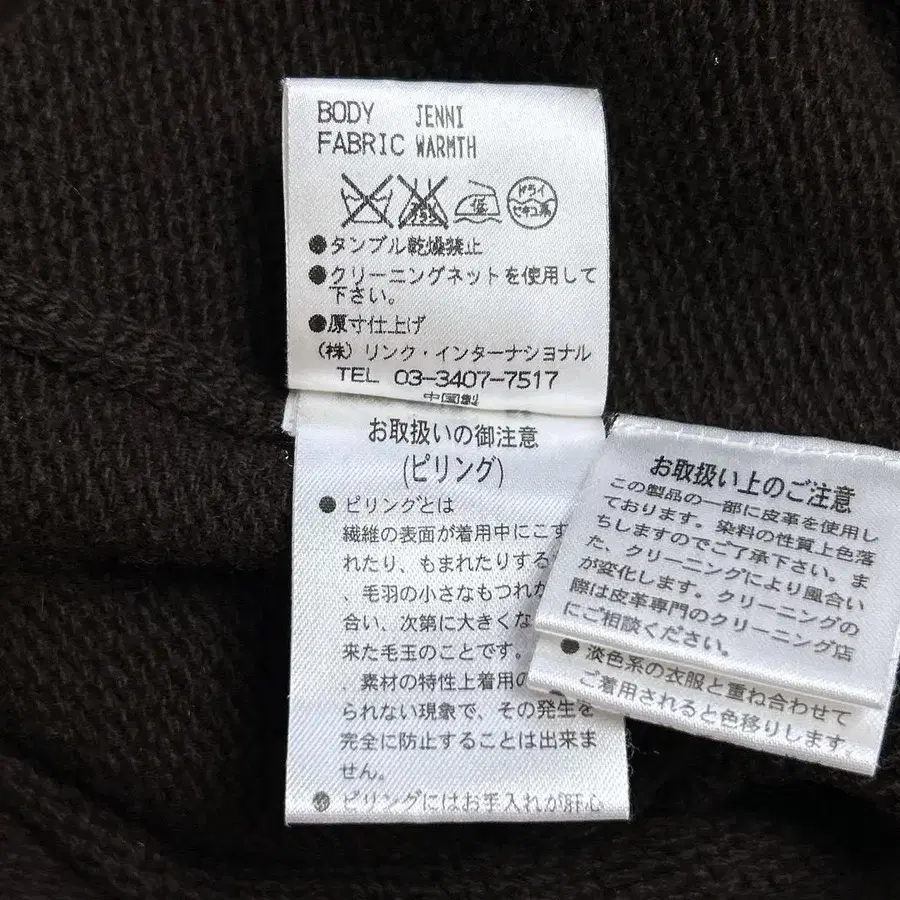 BODY JENNI
FABRIC WARMTH
低
ドライ
セキユ系
●タンブル乾燥禁止
●クリーニングネットを使用して
下さい。
●原寸仕上げ
(株)リンク・インターナショナル
TEL 03-3407-7517
中国製
お取扱いの御注意
(ピリング)
●ピリングとは
繊維の表面が着用中にこす
れたり、もまれたりする
、毛羽の小さなもつれか
合い、次第に大きくな
来た毛玉のことです。
、素材の特性上着用の
られない現象で、その発生を
完全に防止することは出来ま
せん。
ピリングにはお手入れが肝心
お取扱い上のご注意
この製品の一部に皮革を使用し
ております。染料の性質上色落
ちしますのでご了承下さい。ま
た、クリーニングにより風合い
が変化します。クリーニングの
際は皮革専門のクリーニング店
にご相談ください。
●淡色系の衣服と重ね合わせて
ご着用されると色移りします。